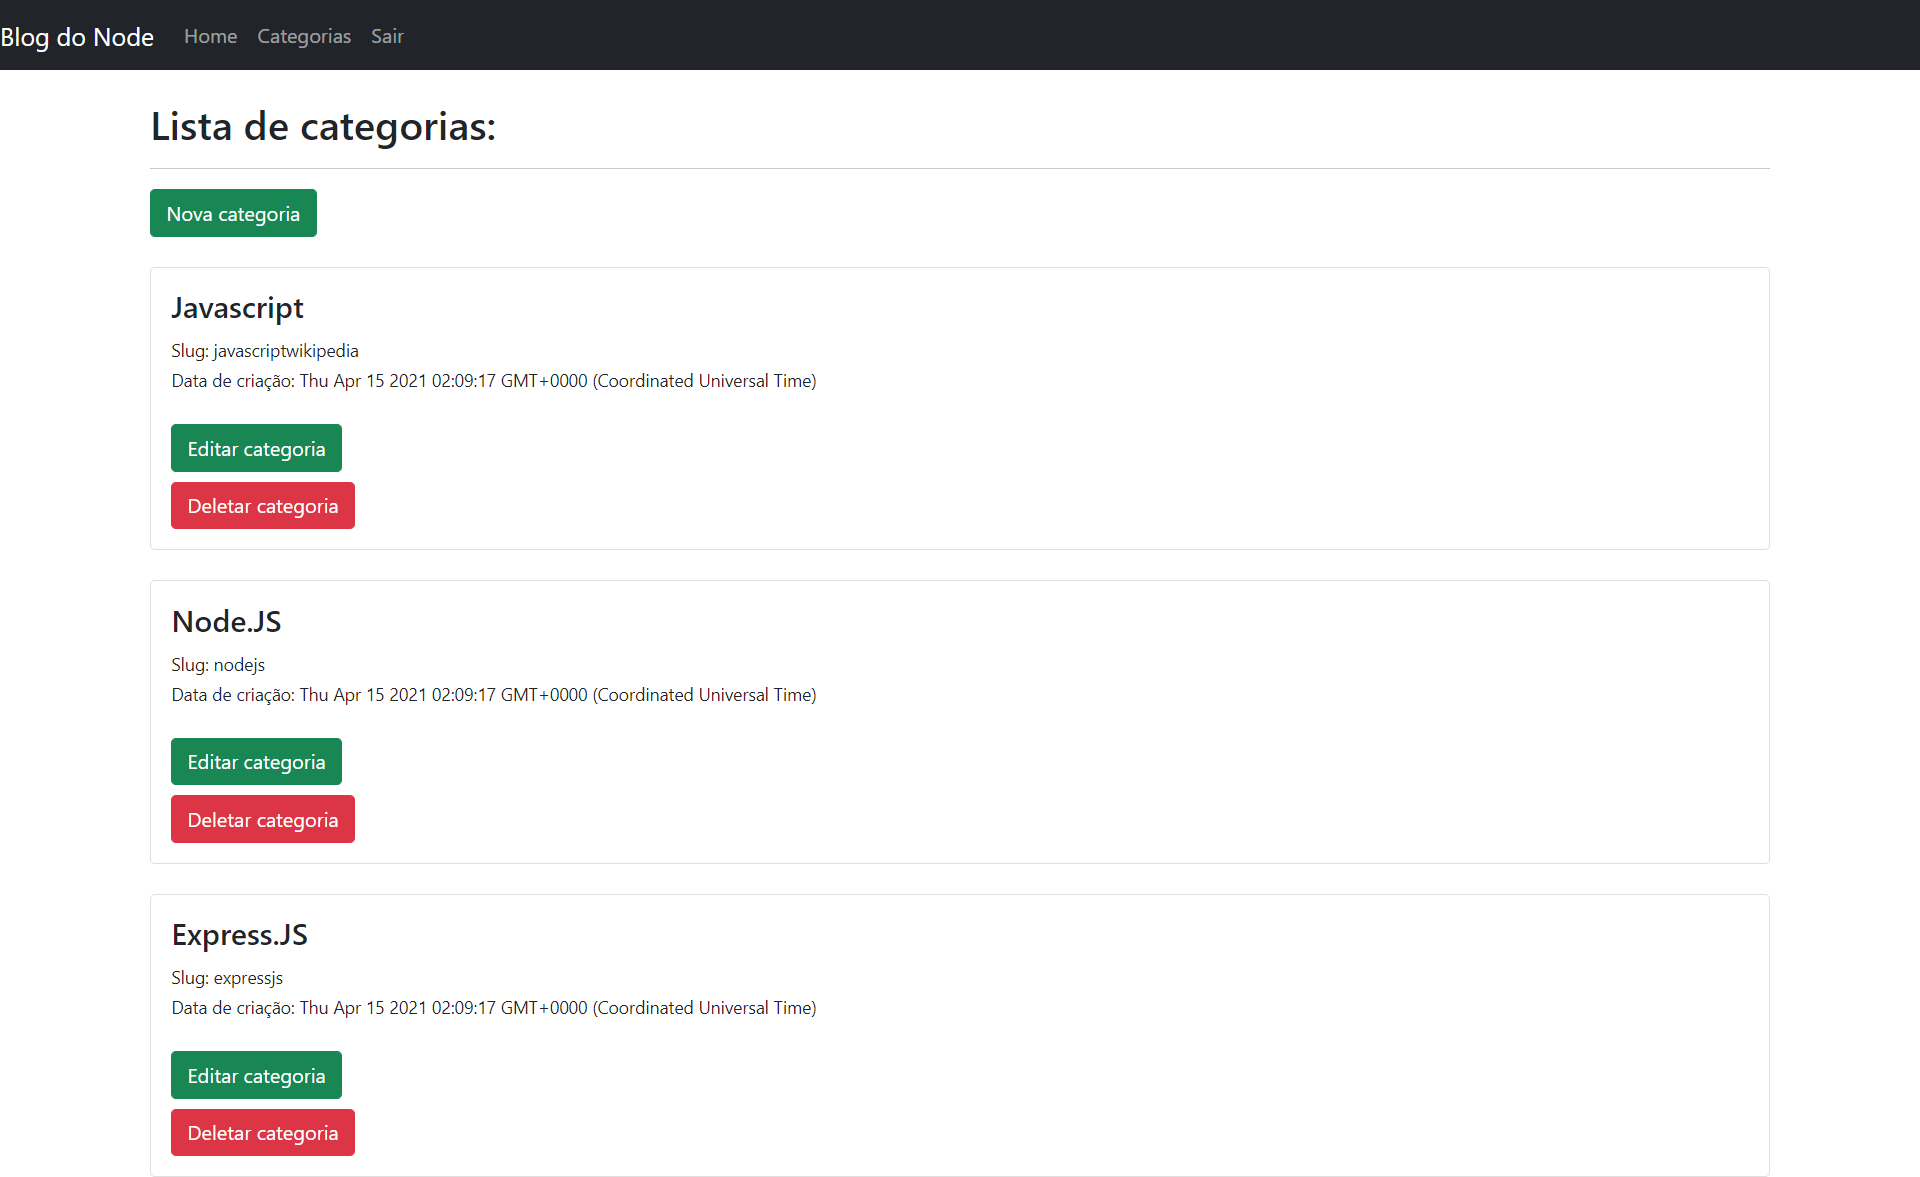 Blog do Node Home Categorias Sair
Lista de categorias:
Nova categoria
Javascript
Slug: javascriptwikipedia
Data de criação: Thu Apr 15 2021 02:09:17 GMT+0000 (Coordinated Universal Time)
Editar categoria
Deletar categoria
Node.JS
Slug: nodejs
Data de criação: Thu Apr 15 2021 02:09:17 GMT+0000 (Coordinated Universal Time)
Editar categoria
Deletar categoria
Express.JS
Slug: expressjs
Data de criação: Thu Apr 15 2021 02:09:17 GMT+0000 (Coordinated Universal Time)
Editar categoria
Deletar categoria